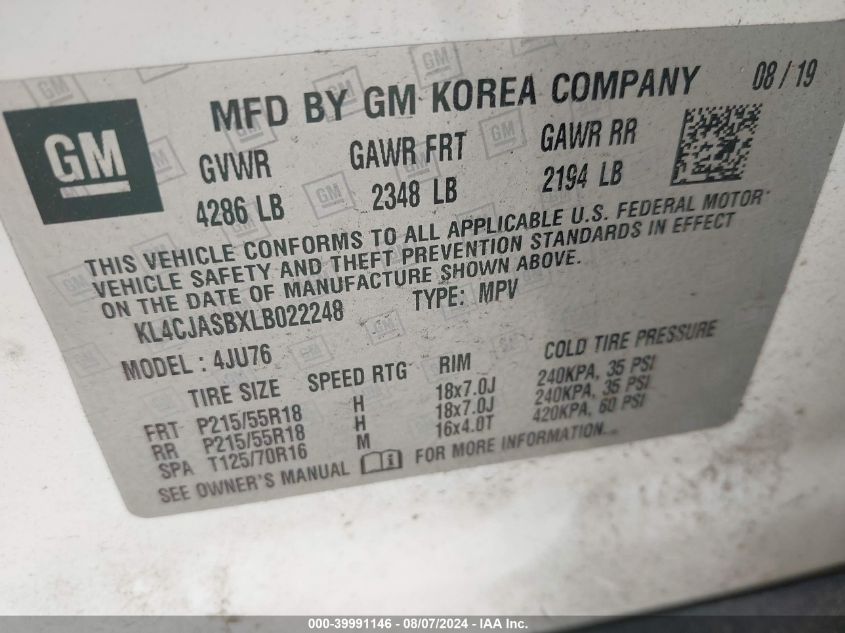 GM
MFD BY GM KOREA COMPANY 08 / 19
GVWR GAWR FRT GAWR RR
4286 LB 2348 LB 2194 LB
THIS VEHICLE CONFORMS TO ALL APPLICABLE U.S. FEDERAL MOTOR
VEHICLE SAFETY AND THEFT PREVENTION STANDARDS IN EFFECT
ON THE DATE OF MANUFACTURE SHOWN ABOVE.
KL4CJASBXLB022248 TYPE: MPV
MODEL : 4JU76
TIRE SIZE SPEED RTG RIM COLD TIRE PRESSURE
FRT P215/55R18 H 18x7.0J 240KPA, 35 PSI
RR P215/55R18 H 18x7.0J 240KPA, 35 PSI
SPA T125/70R16 M 16x4.0T 420KPA, 60 PSI
SEE OWNER'S MANUAL FOR MORE INFORMATION...
000-39991146 - 08/07/2024 - IAA Inc.